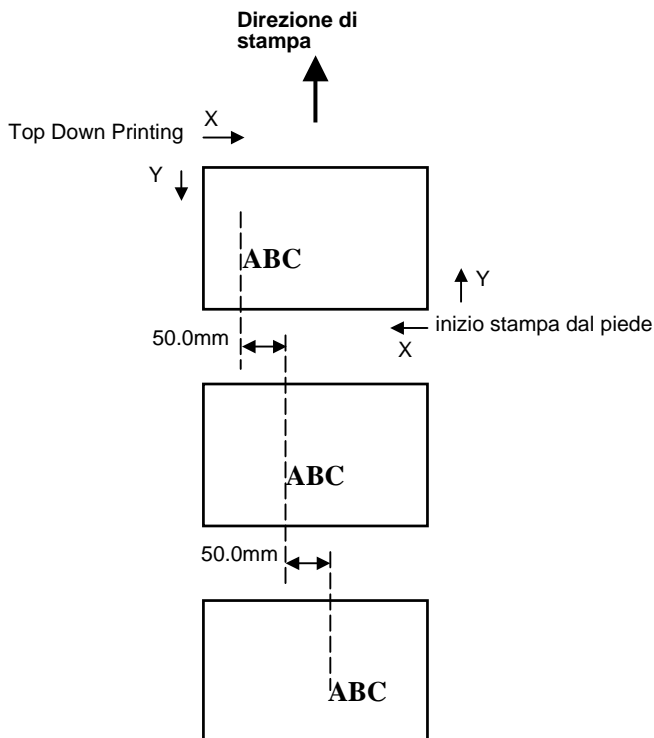 Direzione di
stampa
X
Top Down Printing
Y
ABC
Y
inizio stampa dal piede
X
50.0mm
ABC
50.0mm
ABC